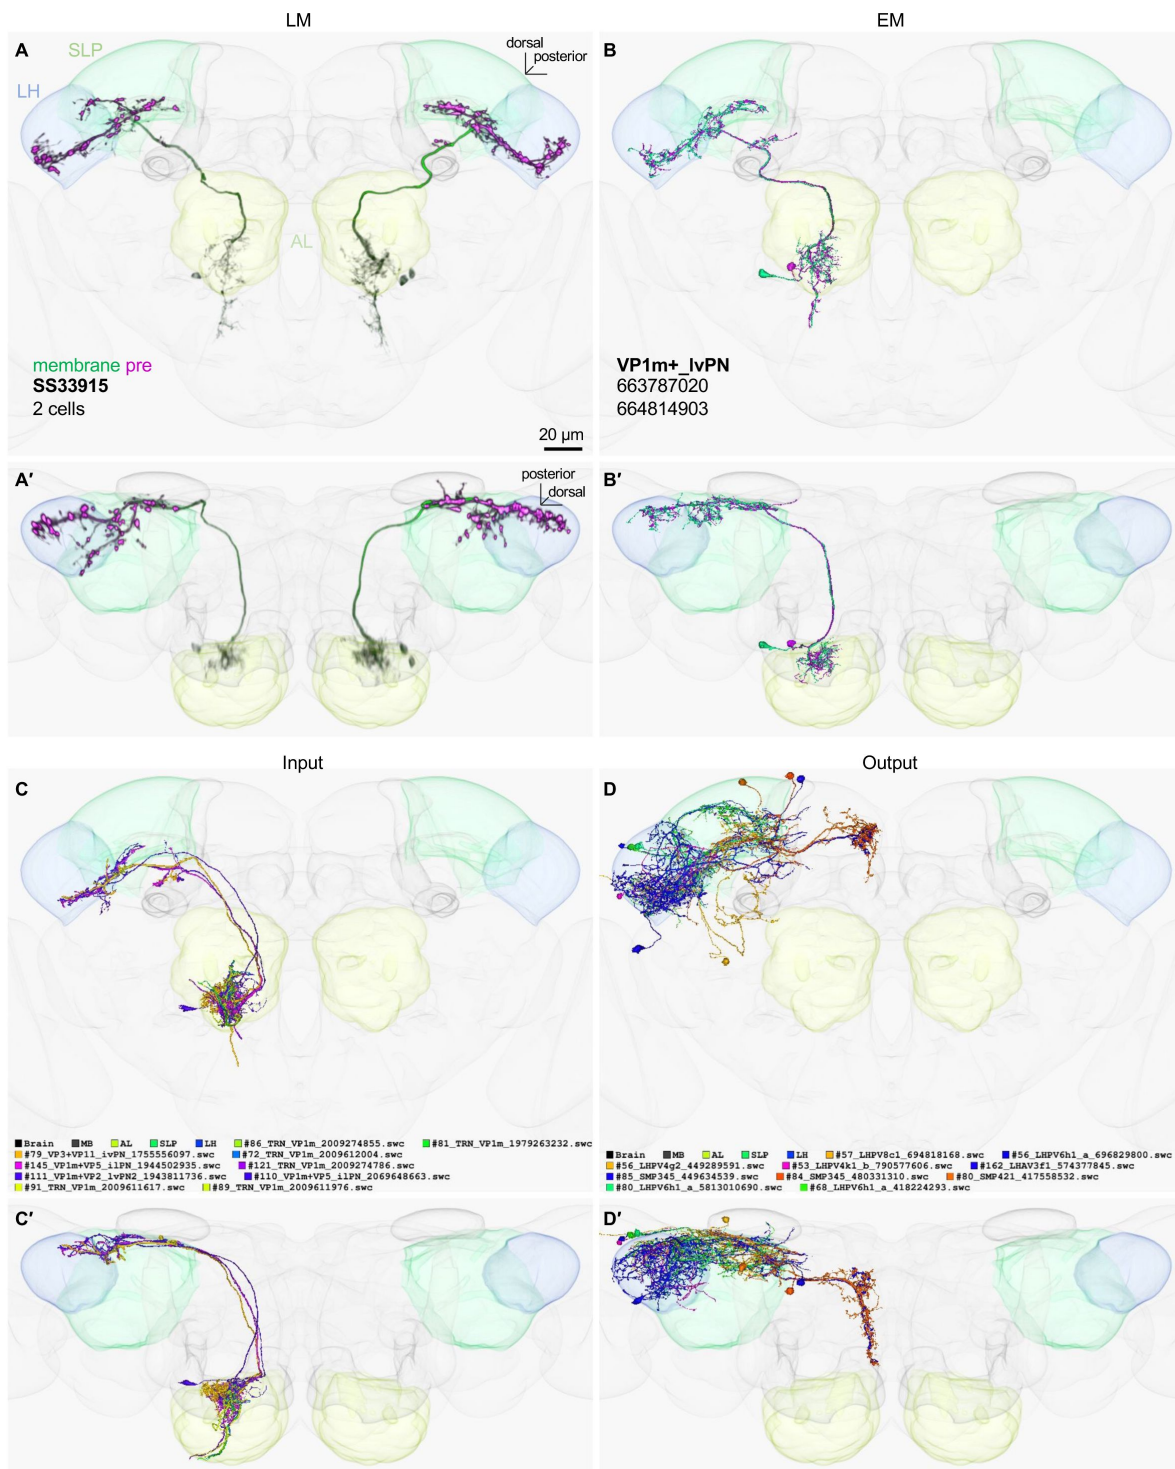 LM
EM
A
SLP
LH
dorsal
posterior
AL
membrane pre
SS33915
2 cells
20 µm
B
VP1m+_lvPN
663787020
664814903
A′
posterior
dorsal
B′
Input
Output
C
D
Brain MB AL SLP LH #86_TRN_VP1m_2009274855.swc #81_TRN_VP1m_1979263232.swc
#79_VP3+VP11_ivPN_1755556097.swc #72_TRN_VP1m_2009612004.swc
#145_VP1m+VP5_ilPN_1944502935.swc #121_TRN_VP1m_2009274786.swc
#111_VP1m+VP2_lvPN2_1943811736.swc #110_VP1m+VP5_ilPN_2069648663.swc
#91_TRN_VP1m_2009611617.swc #89_TRN_VP1m_2009611976.swc
Brain MB AL SLP LH #57_LHPV8c1_694818168.swc #56_LHPV6h1_a_696829800.swc
#56_LHPV4g2_449289591.swc #53_LHPV4k1_b_790577606.swc #162_LHAV3f1_574377845.swc
#85_SMP345_449634539.swc #84_SMP345_480331310.swc #80_SMP421_417558532.swc
#80_LHPV6h1_a_5813010690.swc #68_LHPV6h1_a_418224293.swc
C′
D′